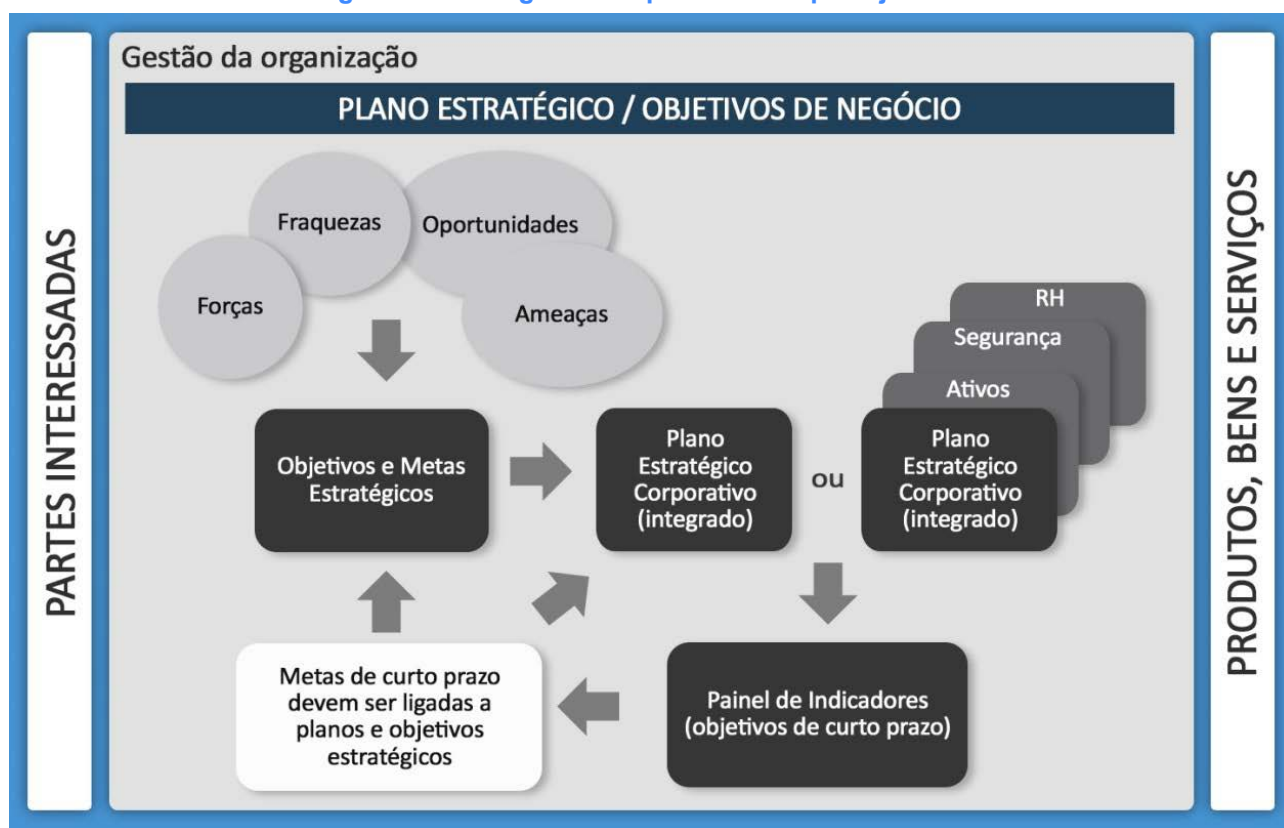 Gestão da organização
PLANO ESTRATÉGICO / OBJETIVOS DE NEGÓCIO
PARTES INTERESSADAS
Fraquezas
Oportunidades
Forças
Ameaças
RH
Segurança
Ativos
Objetivos e Metas
Estratégicos
Plano
Estratégico
Corporativo
(integrado)
ou
Plano
Estratégico
Corporativo
(integrado)
Metas de curto prazo
devem ser ligadas a
planos e objetivos
estratégicos
Painel de Indicadores
(objetivos de curto prazo)
PRODUTOS, BENS E SERVIÇOS